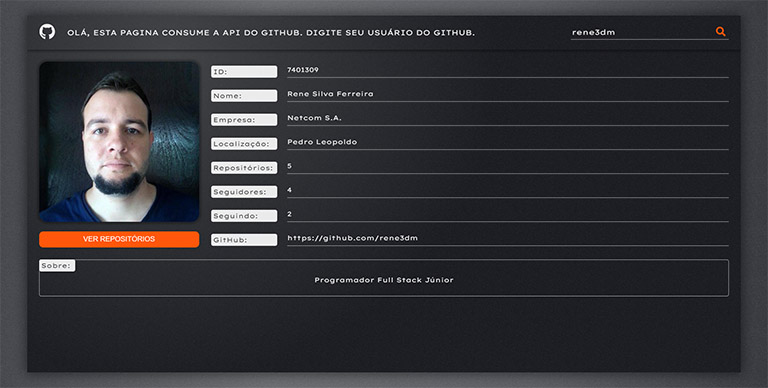 OLÁ, ESTA PAGINA CONSUME A API DO GITHUB. DIGITE SEU USUÁRIO DO GITHUB.
rene3dm
ID: 7401309
Nome: Rene Silva Ferreira
Empresa: Netcom S.A.
Localização: Pedro Leopoldo
Repositórios: 5
Seguidores: 4
Seguindo: 2
GitHub: https://github.com/rene3dm
VER REPOSITÓRIOS
Sobre:
Programador Full Stack Júnior